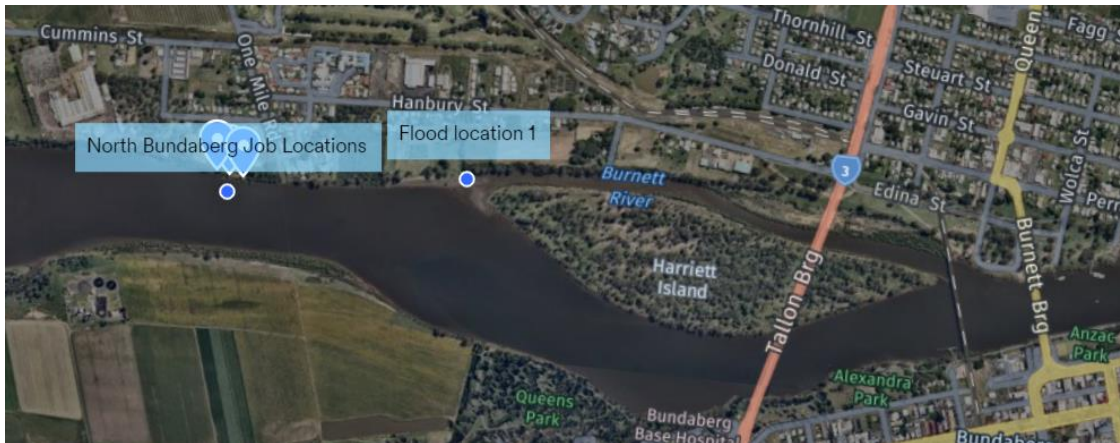 Cummins St
One Mile Rd
Hanbury St
Thornhill St
Donald St
Steuart St
Gavin St
Queen
Fagg
Wolca St
North Bundaberg Job Locations
Flood location 1
Burnett
River
3
Edina St
Perr
Harriett
Island
Tallon Brg
Burnett Brg
Anzac
Park
Alexandra
Park
Queens
Park
Bundaberg
Base Hospital
Bundab